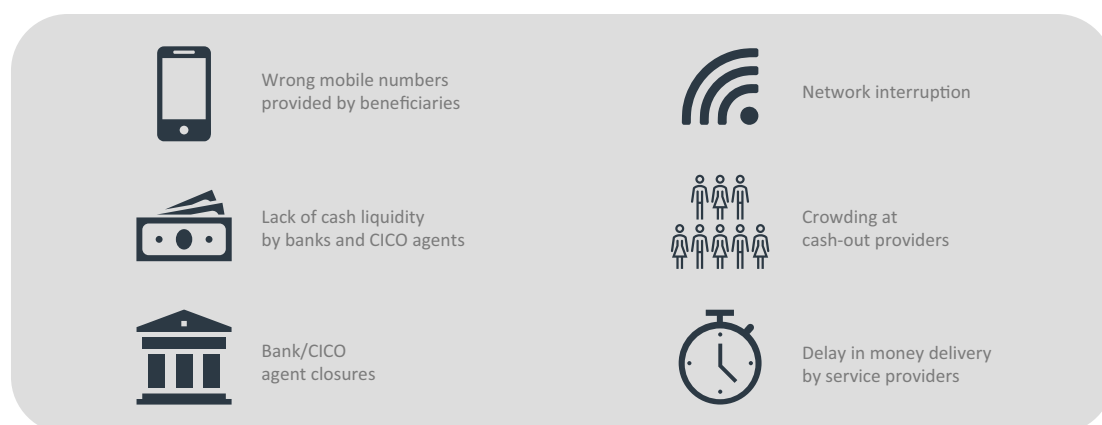 Wrong mobile numbers
provided by beneficiaries
Network interruption
Lack of cash liquidity
by banks and CICO agents
Crowding at
cash-out providers
Bank/CICO
agent closures
Delay in money delivery
by service providers